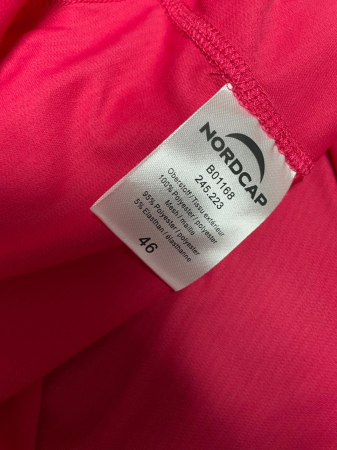 NORDCAP
B01168
245.223
Oberstoff / Tissu extérieur
100% Polyester / polyester
Mesh / maille
95% Polyester / polyester
5% Elasthan / élasthanne
46